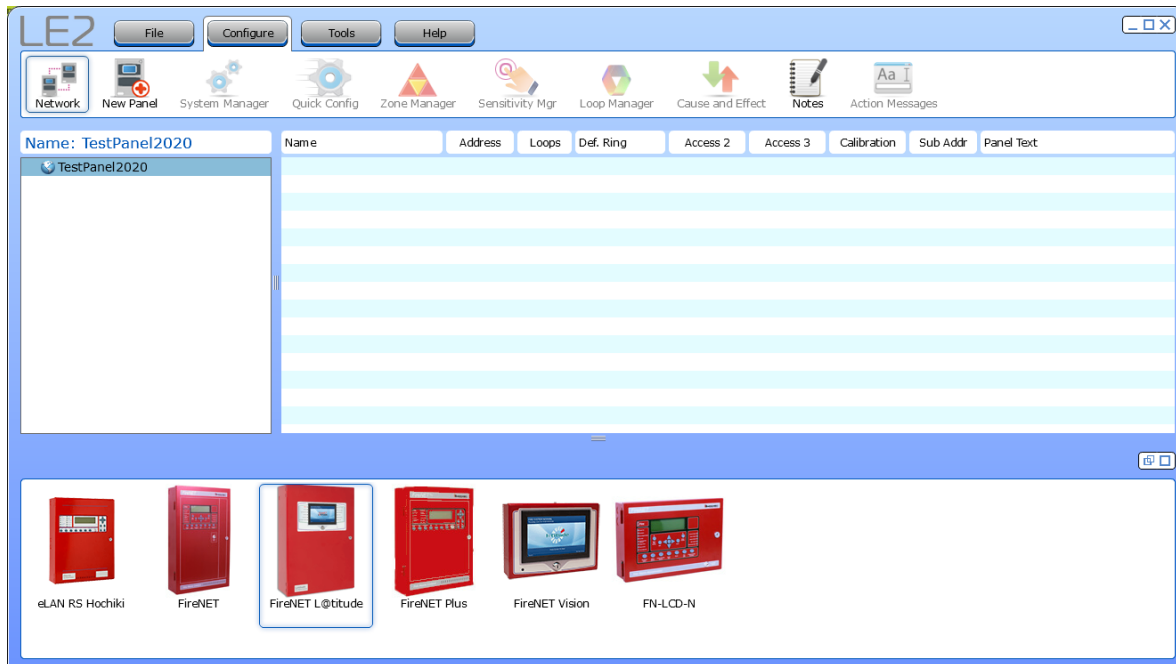 LE2 File Configure Tools Help
Network New Panel System Manager Quick Config Zone Manager Sensitivity Mgr Loop Manager Cause and Effect Notes Action Messages
Name: TestPanel2020
Name Address Loops Def. Ring Access 2 Access 3 Calibration Sub Addr Panel Text
TestPanel2020
eLAN RS Hochiki FireNET FireNET L@titude FireNET Plus FireNET Vision FN-LCD-N